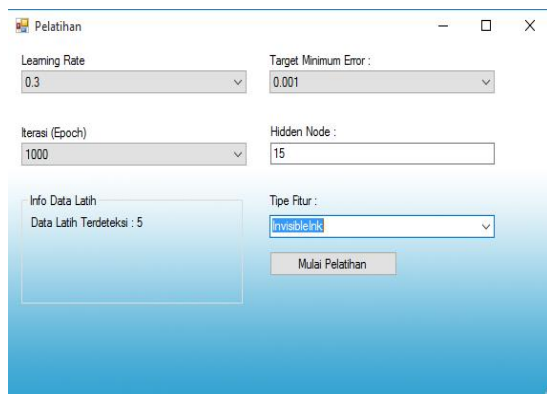 Pelatihan
Learning Rate
0.3
Target Minimum Error :
0.001
Iterasi (Epoch)
1000
Hidden Node :
15
Info Data Latih
Data Latih Terdeteksi : 5
Tipe Fitur :
InvisibleInk
Mulai Pelatihan